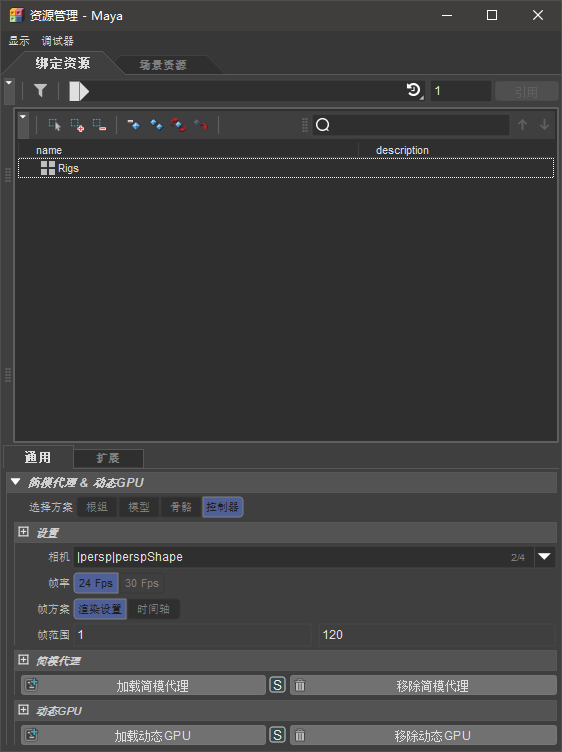 资源管理 - Maya
显示 调试器
绑定资源 场景资源
1 引用
name description
Rigs
通用 扩展
简模代理 & 动态GPU
选择方案 根组 模型 骨骼 控制器
设置
相机 |persp|perspShape 2/4
帧率 24 Fps 30 Fps
帧方案 渲染设置 时间轴
帧范围 1 120
简模代理
加载简模代理 S 移除简模代理
动态GPU
加载动态GPU S 移除动态GPU